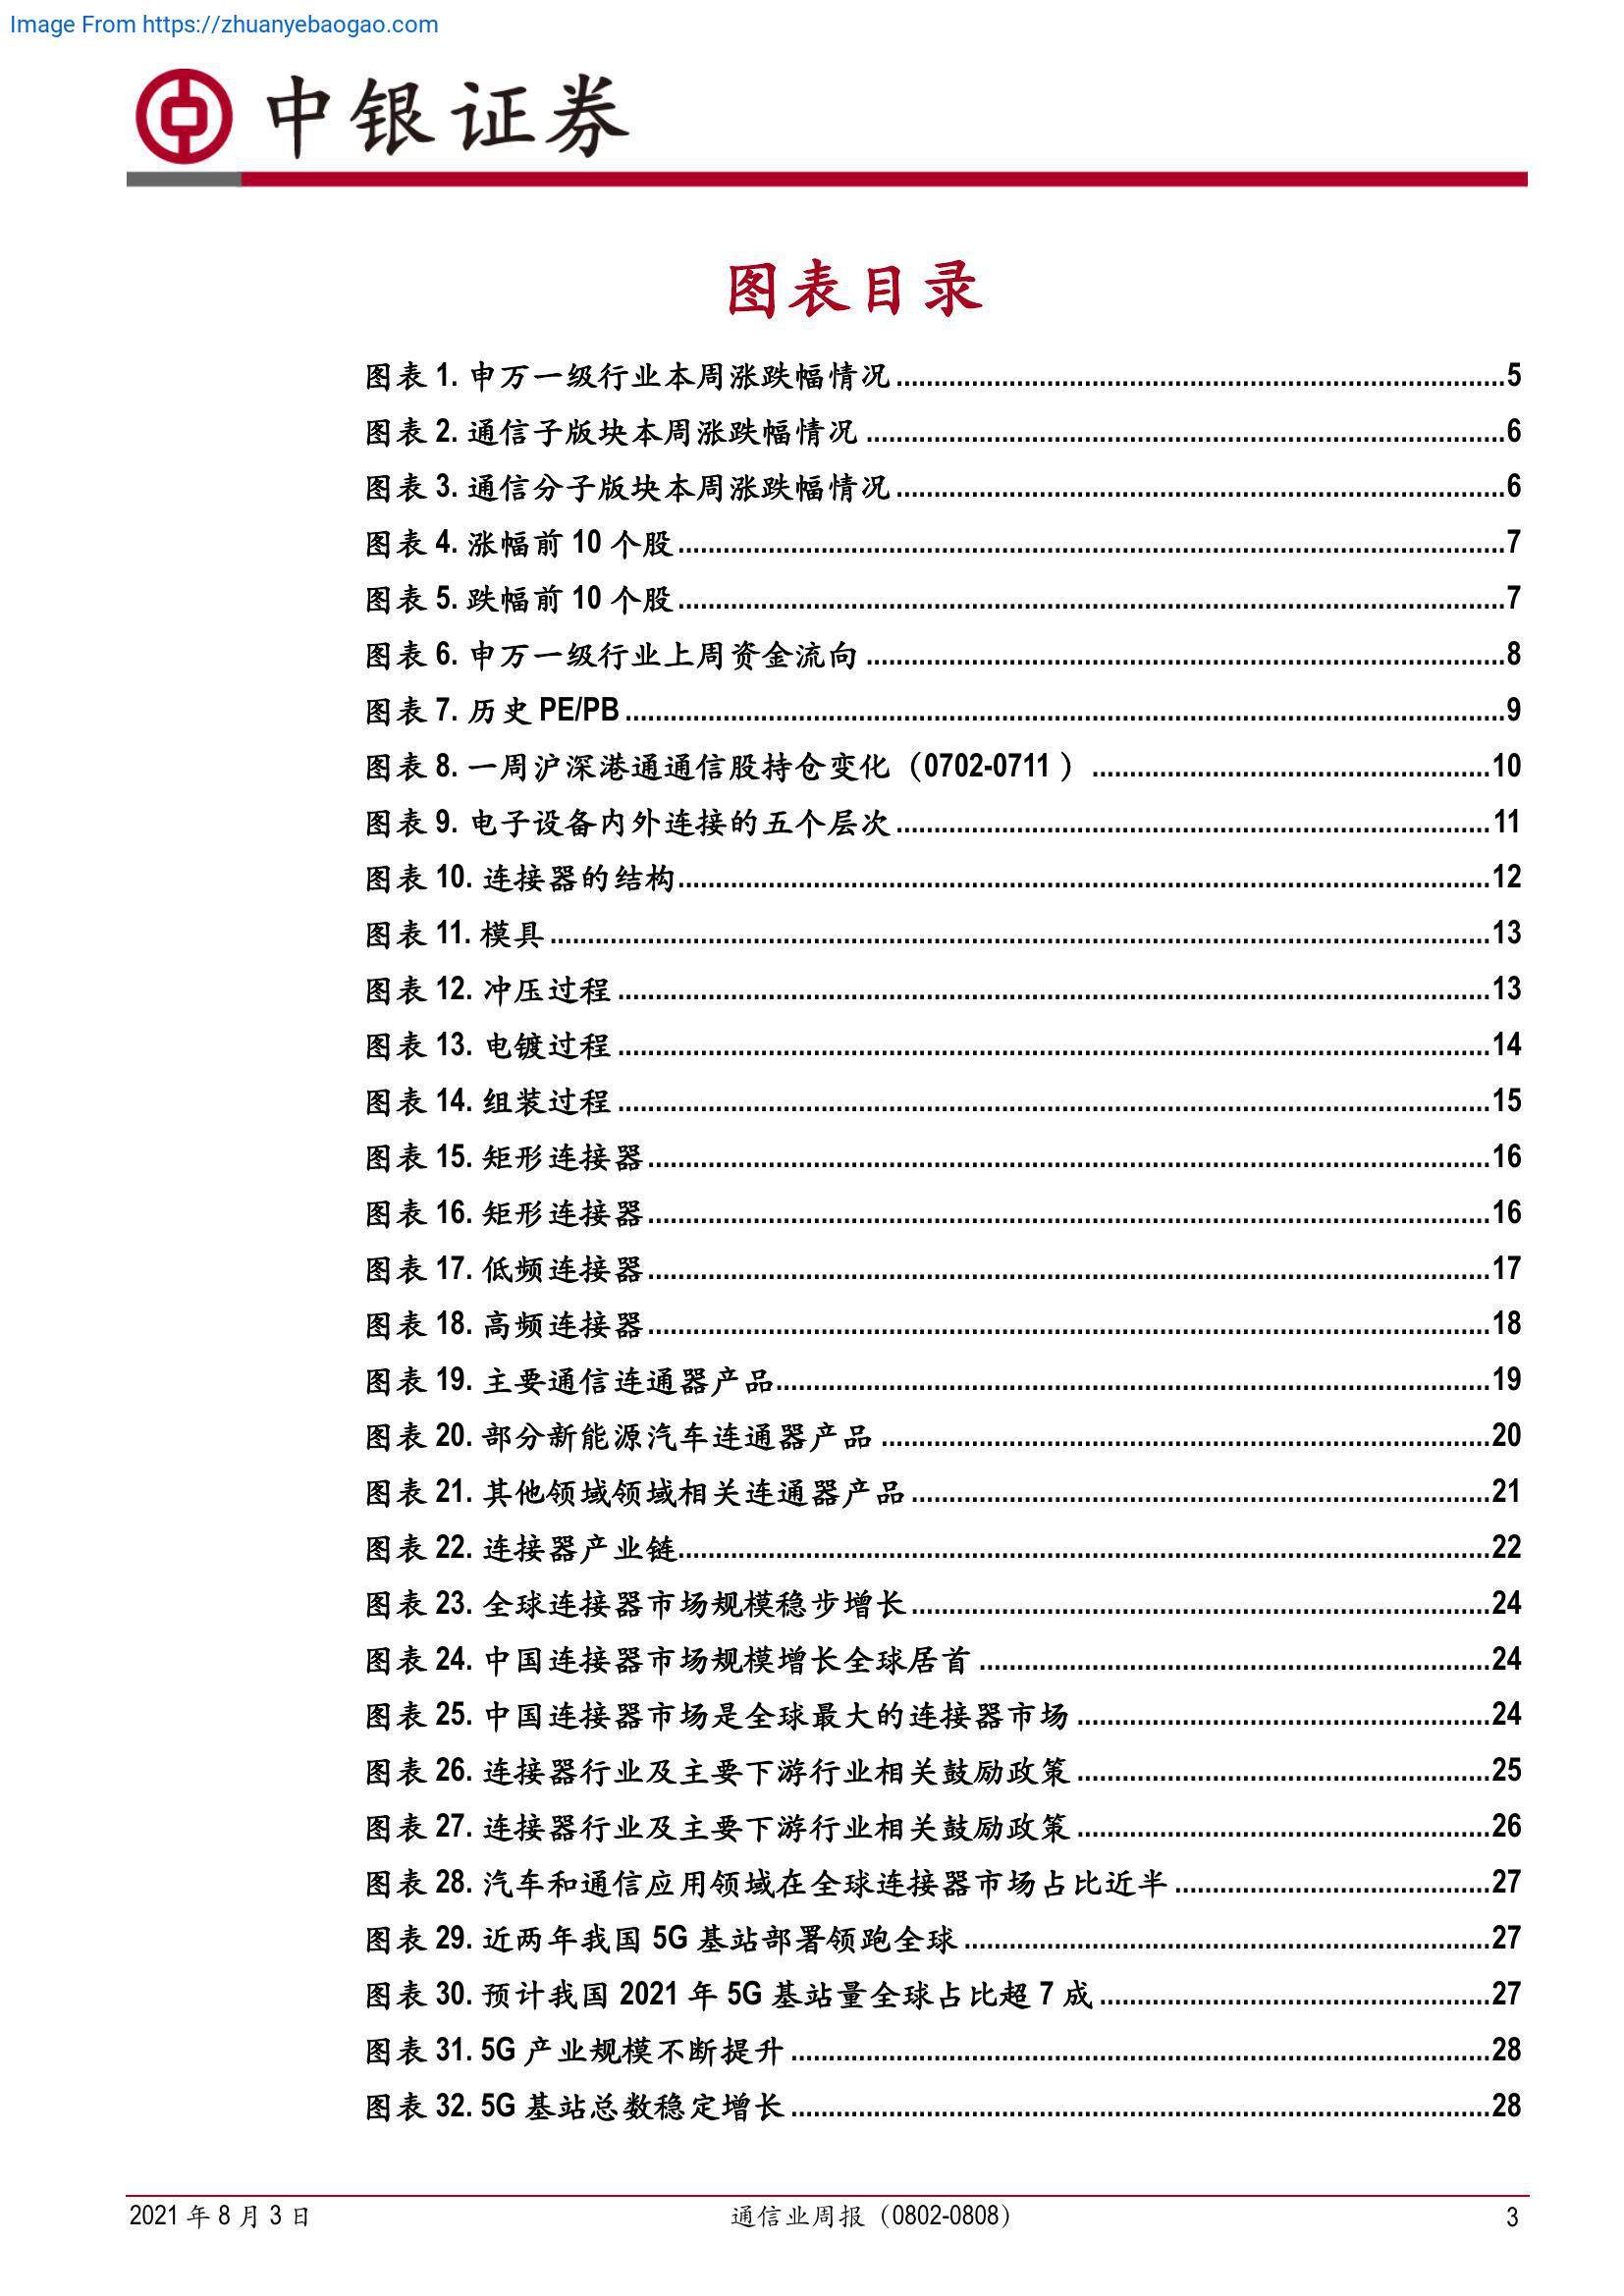 Image From https://zhuanyebaogao.com
中银证券
图表目录
图表 1. 申万一级行业本周涨跌幅情况 ........ 5
图表 2. 通信子版块本周涨跌幅情况 ........ 6
图表 3. 通信分子版块本周涨跌幅情况 ........ 6
图表 4. 涨幅前 10 个股 ........ 7
图表 5. 跌幅前 10 个股 ........ 7
图表 6. 申万一级行业上周资金流向 ........ 8
图表 7. 历史 PE/PB ........ 9
图表 8. 一周沪深港通通信股持仓变化（0702-0711 ） ........ 10
图表 9. 电子设备内外连接的五个层次 ........ 11
图表 10. 连接器的结构 ........ 12
图表 11. 模具 ........ 13
图表 12. 冲压过程 ........ 13
图表 13. 电镀过程 ........ 14
图表 14. 组装过程 ........ 15
图表 15. 矩形连接器 ........ 16
图表 16. 矩形连接器 ........ 16
图表 17. 低频连接器 ........ 17
图表 18. 高频连接器 ........ 18
图表 19. 主要通信连通器产品 ........ 19
图表 20. 部分新能源汽车连通器产品 ........ 20
图表 21. 其他领域领域相关连通器产品 ........ 21
图表 22. 连接器产业链 ........ 22
图表 23. 全球连接器市场规模稳步增长 ........ 24
图表 24. 中国连接器市场规模增长全球居首 ........ 24
图表 25. 中国连接器市场是全球最大的连接器市场 ........ 24
图表 26. 连接器行业及主要下游行业相关鼓励政策 ........ 25
图表 27. 连接器行业及主要下游行业相关鼓励政策 ........ 26
图表 28. 汽车和通信应用领域在全球连接器市场占比近半 ........ 27
图表 29. 近两年我国 5G 基站部署领跑全球 ........ 27
图表 30. 预计我国 2021 年 5G 基站量全球占比超 7 成 ........ 27
图表 31. 5G 产业规模不断提升 ........ 28
图表 32. 5G 基站总数稳定增长 ........ 28
2021 年 8 月 3 日 通信业周报（0802-0808） 3